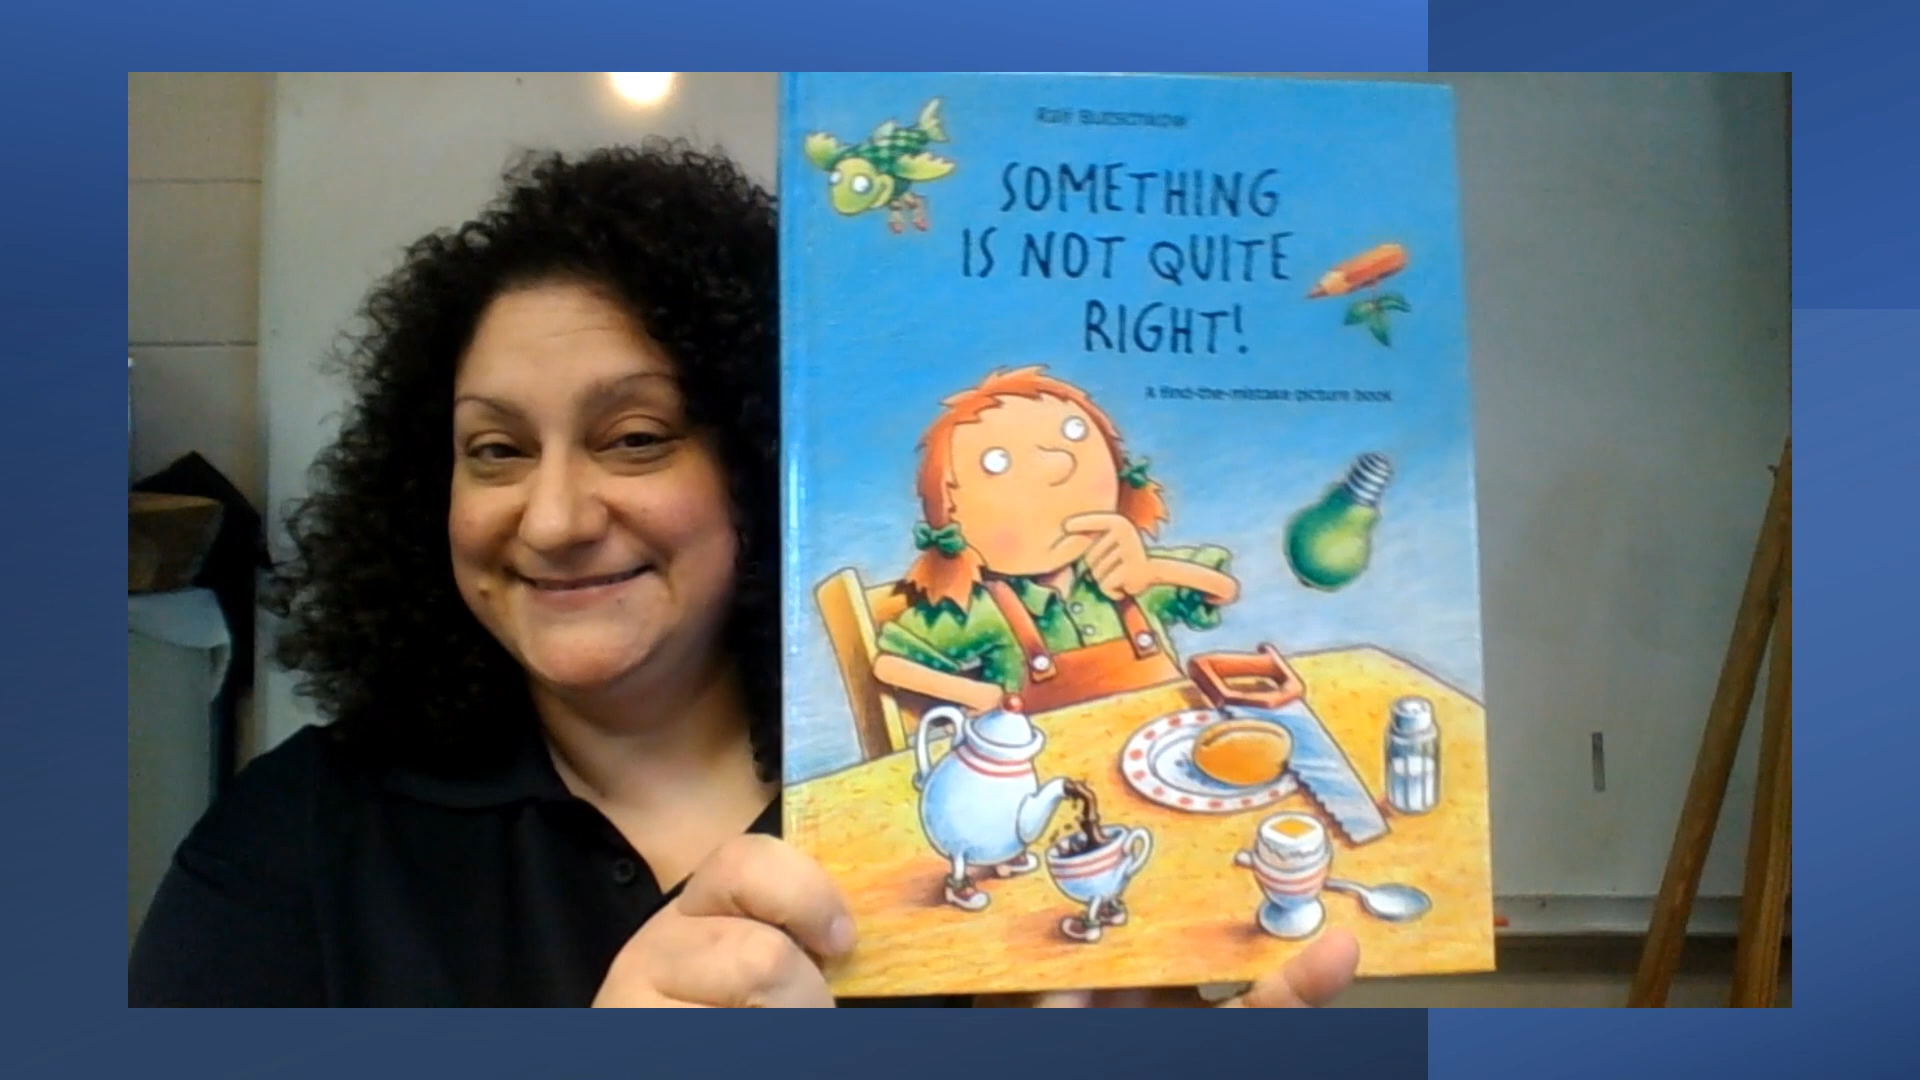 Ralf Butschkow
SOMETHING
IS NOT QUITE
RIGHT!
A find-the-mistake picture book